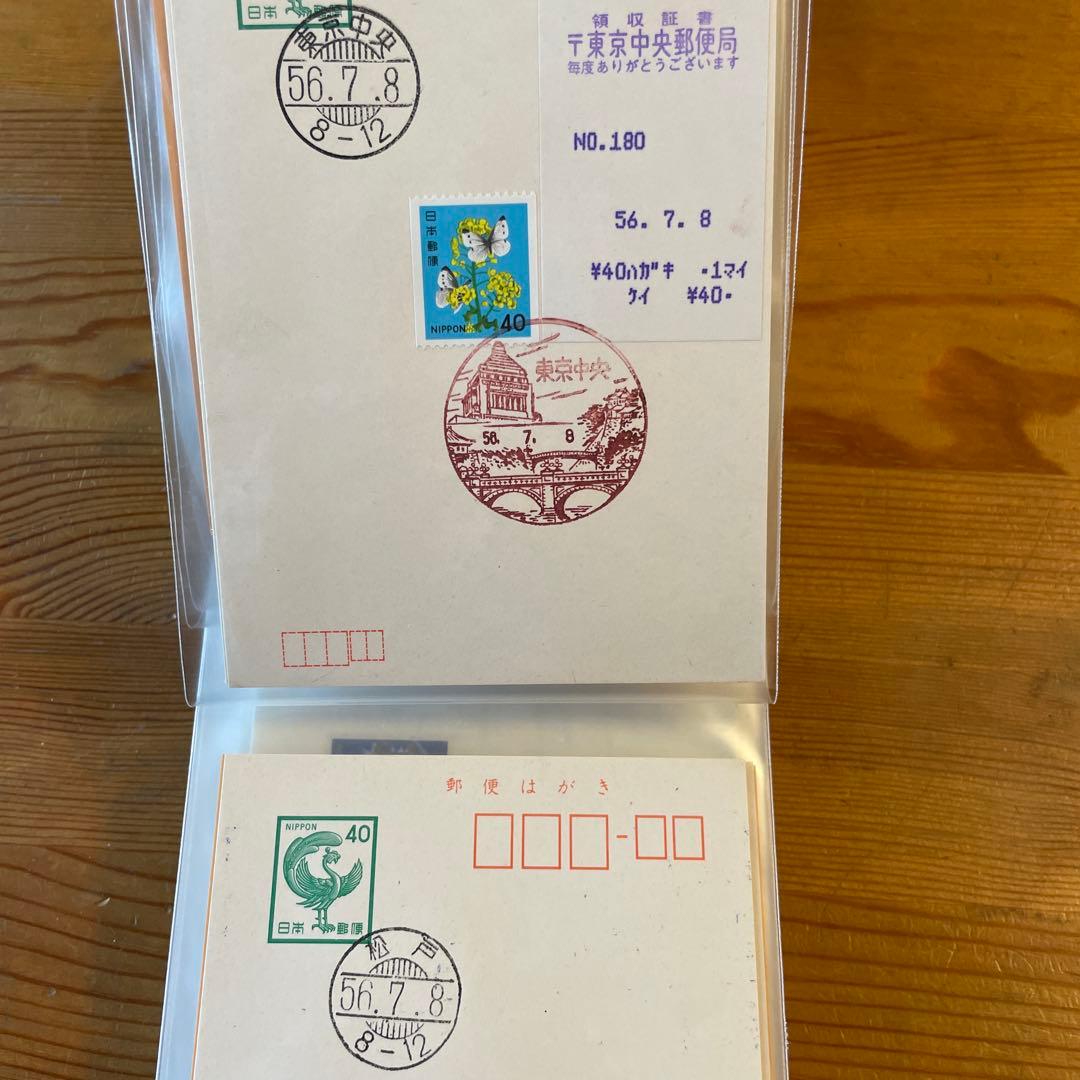 日本郵便
東京中央
56.7.8
8-12
領収証書
〒東京中央郵便局
毎度ありがとうございます
NO.180
56. 7. 8
¥40ハガキ ・1マイ
ケイ ¥40・
日本郵便
NIPPON 40
東京中央
56. 7. 8
郵便はがき
NIPPON 40
日本郵便
松戸
56.7.8
8-12